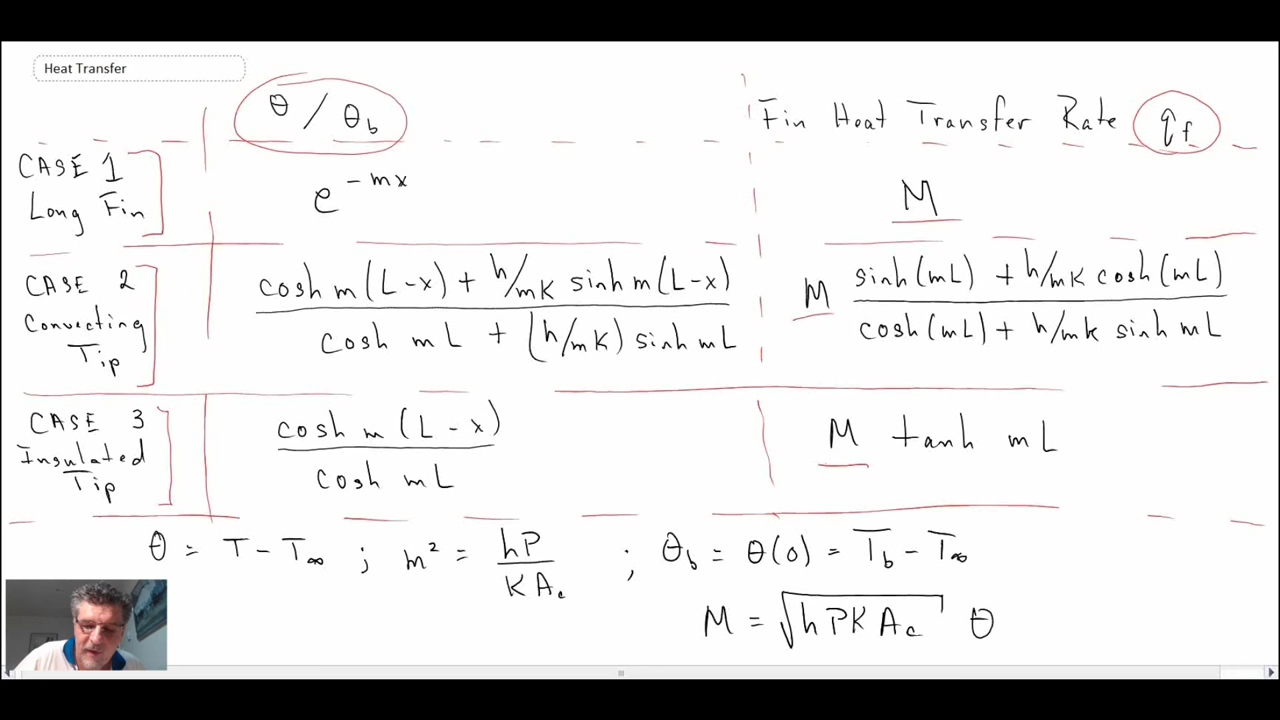 Heat Transfer
θ / θb
Fin Heat Transfer Rate qf
CASE 1
Long Fin
e^-mx
M
CASE 2
Convecting
Tip
cosh m(L-x) + h/mK sinh m(L-x)
cosh mL + (h/mK) sinh mL
M sinh(mL) + h/mK cosh(mL)
cosh(mL) + h/mK sinh mL
CASE 3
Insulated
Tip
cosh m(L-x)
cosh mL
M tanh mL
θ = T - T∞ ; m² = hP / KAc ; θb = θ(0) = Tb - T∞
M = √hPKAc θ